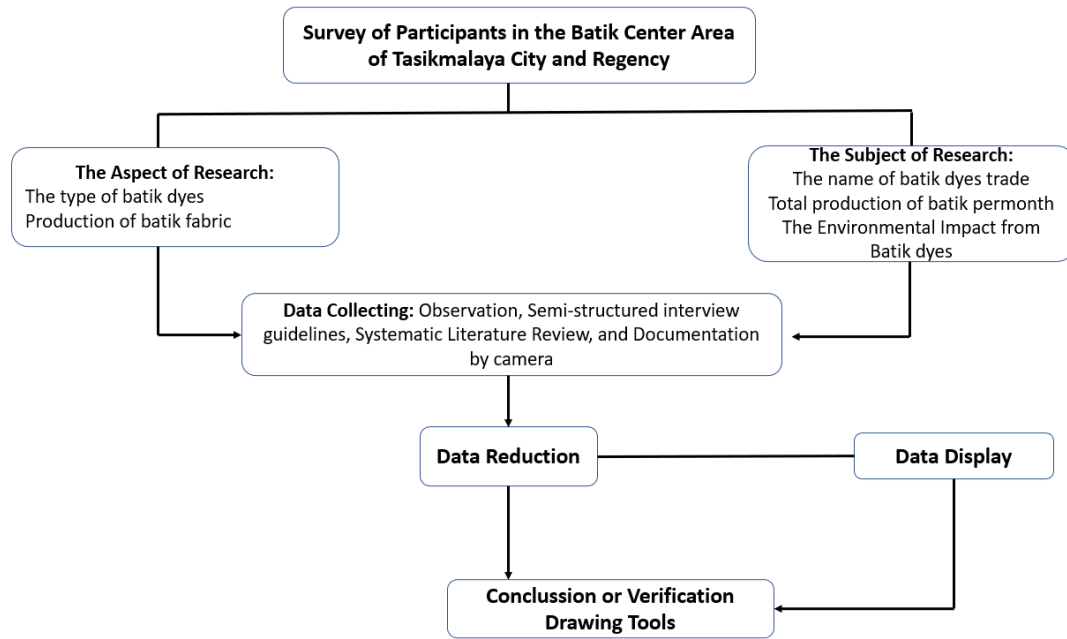 Survey of Participants in the Batik Center Area
of Tasikmalaya City and Regency
The Aspect of Research:
The type of batik dyes
Production of batik fabric
The Subject of Research:
The name of batik dyes trade
Total production of batik permonth
The Environmental Impact from
Batik dyes
Data Collecting: Observation, Semi-structured interview
guidelines, Systematic Literature Review, and Documentation
by camera
Data Reduction
Data Display
Conclussion or Verification
Drawing Tools